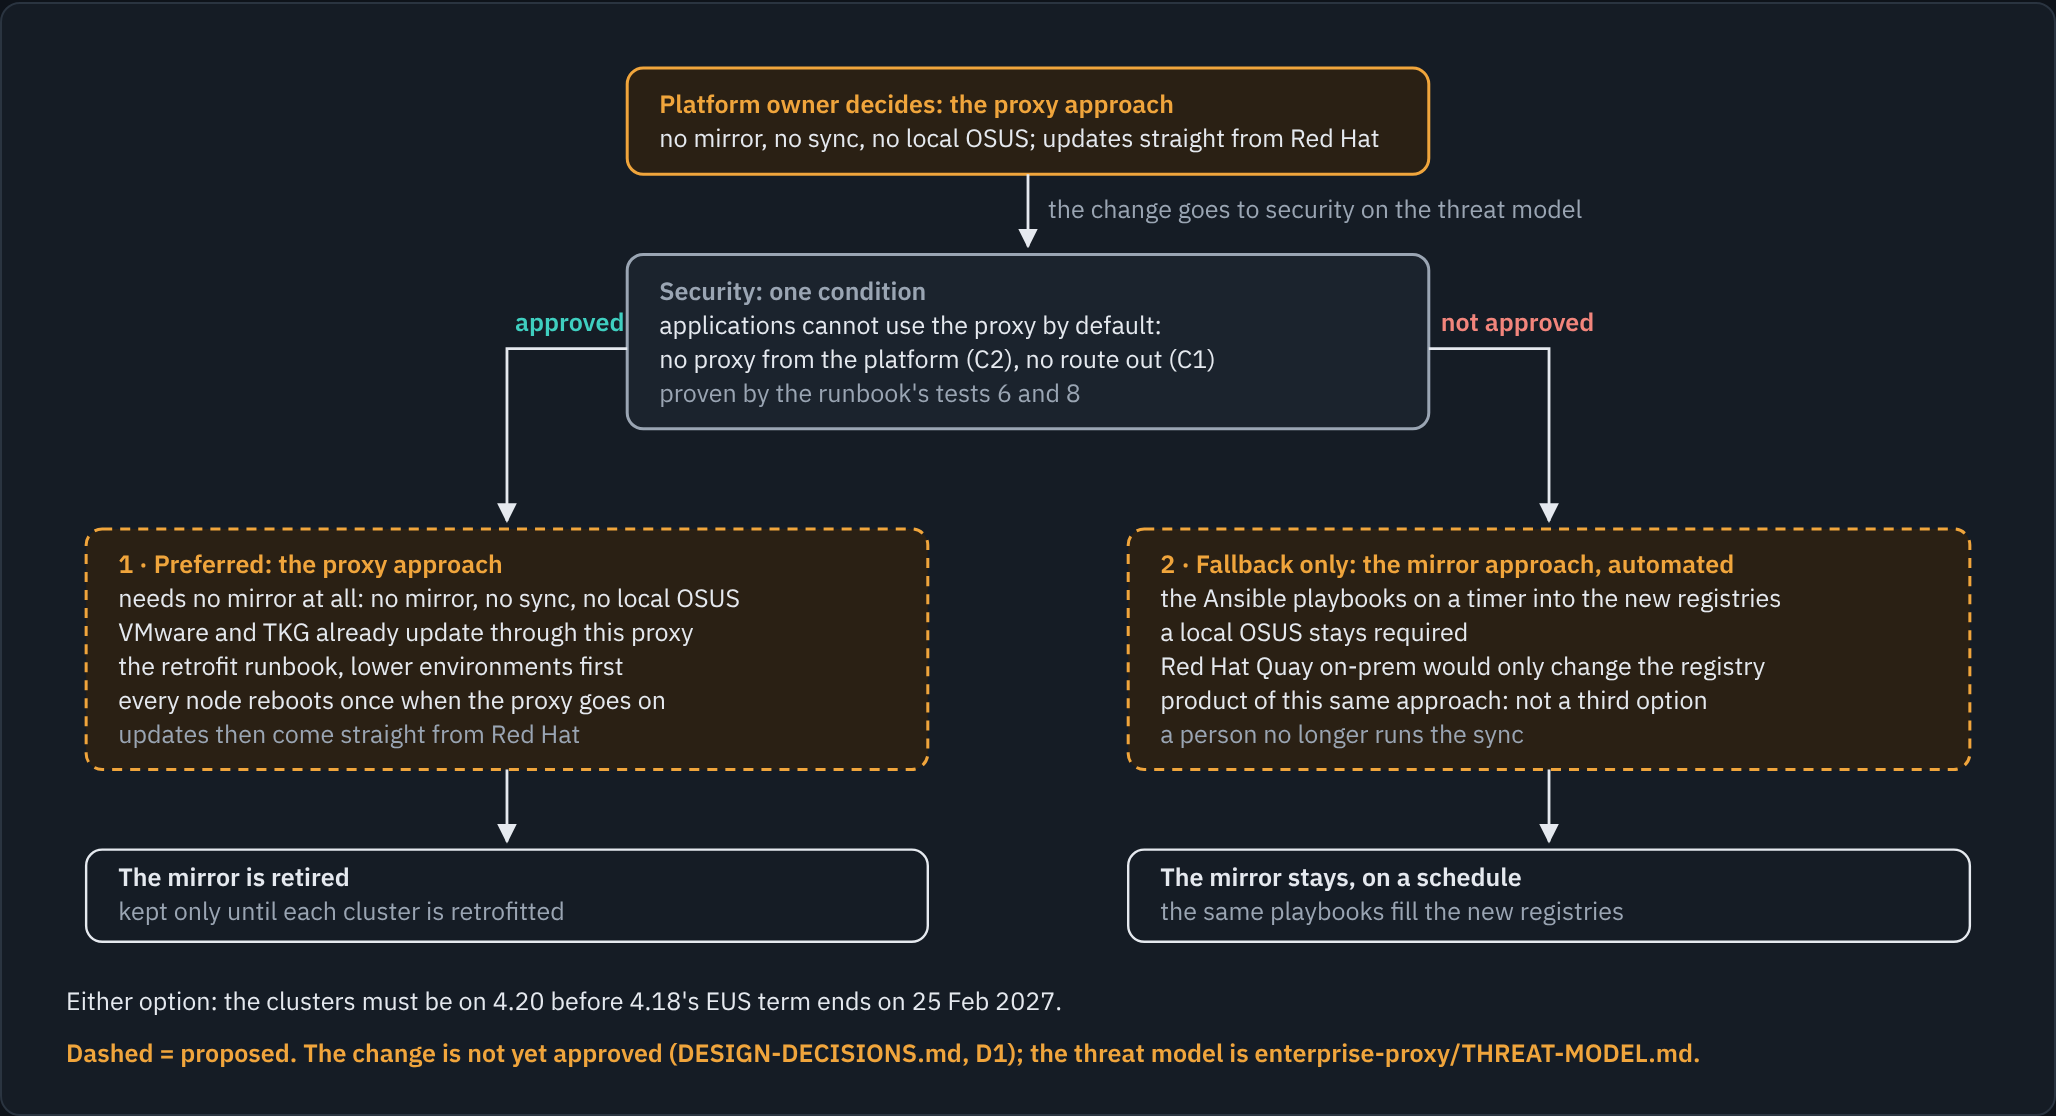 Platform owner decides: the proxy approach
no mirror, no sync, no local OSUS; updates straight from Red Hat
the change goes to security on the threat model
Security: one condition
applications cannot use the proxy by default:
no proxy from the platform (C2), no route out (C1)
proven by the runbook's tests 6 and 8
approved
not approved
1 · Preferred: the proxy approach
needs no mirror at all: no mirror, no sync, no local OSUS
VMware and TKG already update through this proxy
the retrofit runbook, lower environments first
every node reboots once when the proxy goes on
updates then come straight from Red Hat
2 · Fallback only: the mirror approach, automated
the Ansible playbooks on a timer into the new registries
a local OSUS stays required
Red Hat Quay on-prem would only change the registry
product of this same approach: not a third option
a person no longer runs the sync
The mirror is retired
kept only until each cluster is retrofitted
The mirror stays, on a schedule
the same playbooks fill the new registries
Either option: the clusters must be on 4.20 before 4.18's EUS term ends on 25 Feb 2027.
Dashed = proposed. The change is not yet approved (DESIGN-DECISIONS.md, D1); the threat model is enterprise-proxy/THREAT-MODEL.md.